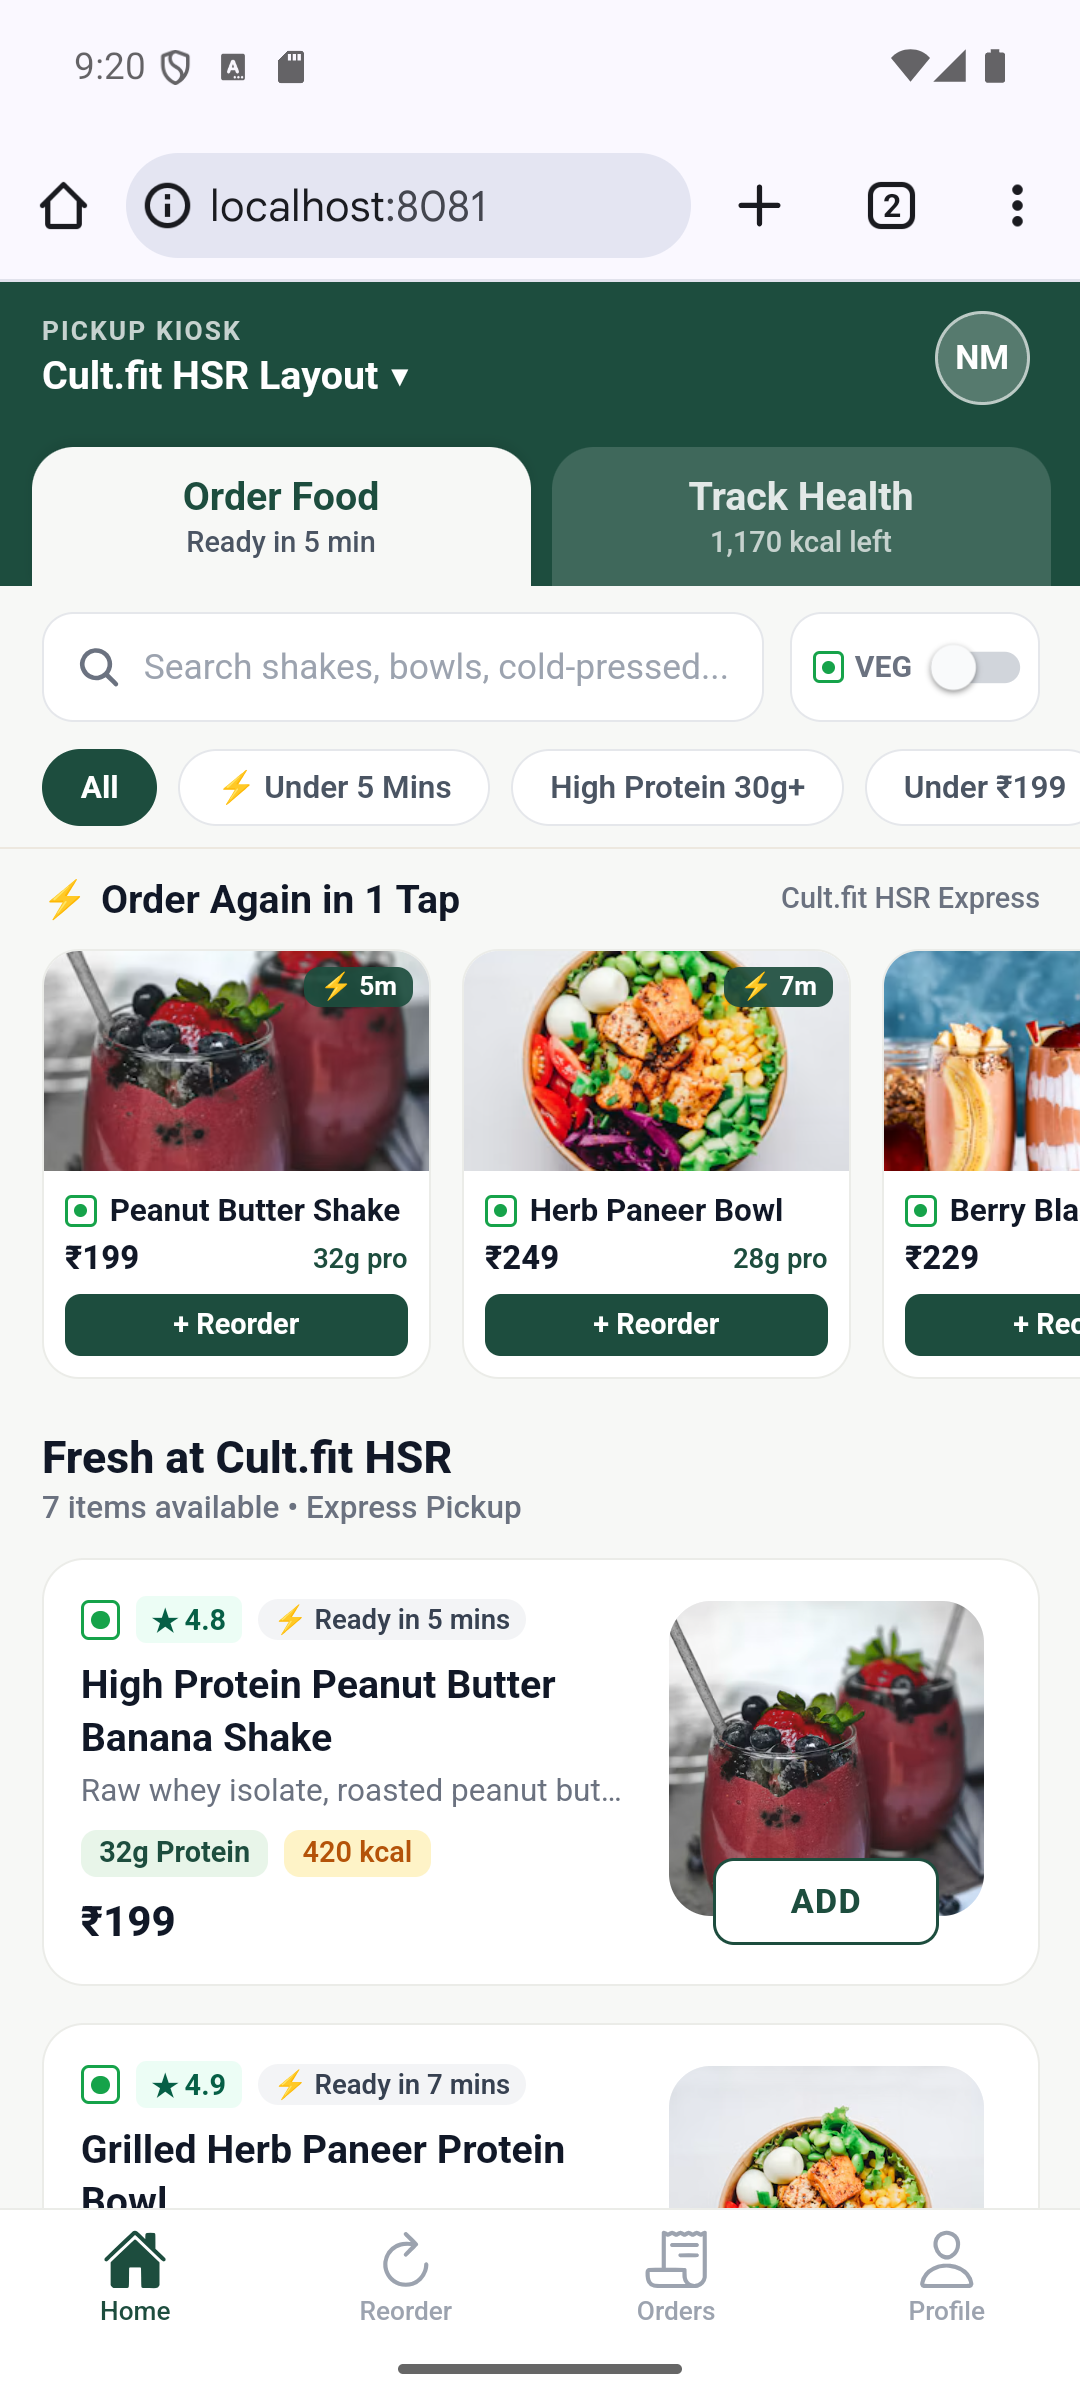 9:20
localhost:8081
2
PICKUP KIOSK
Cult.fit HSR Layout ▾
NM
Order Food
Ready in 5 min
Track Health
1,170 kcal left
Search shakes, bowls, cold-pressed...
VEG
All
⚡ Under 5 Mins
High Protein 30g+
Under ₹199
⚡ Order Again in 1 Tap
Cult.fit HSR Express
⚡ 5m
⚡ 7m
Peanut Butter Shake
₹199
32g pro
+ Reorder
Herb Paneer Bowl
₹249
28g pro
+ Reorder
Berry Bla
₹229
+ Rec
Fresh at Cult.fit HSR
7 items available • Express Pickup
★ 4.8
⚡ Ready in 5 mins
High Protein Peanut Butter
Banana Shake
Raw whey isolate, roasted peanut but...
32g Protein
420 kcal
₹199
ADD
★ 4.9
⚡ Ready in 7 mins
Grilled Herb Paneer Protein
Bowl
Home
Reorder
Orders
Profile